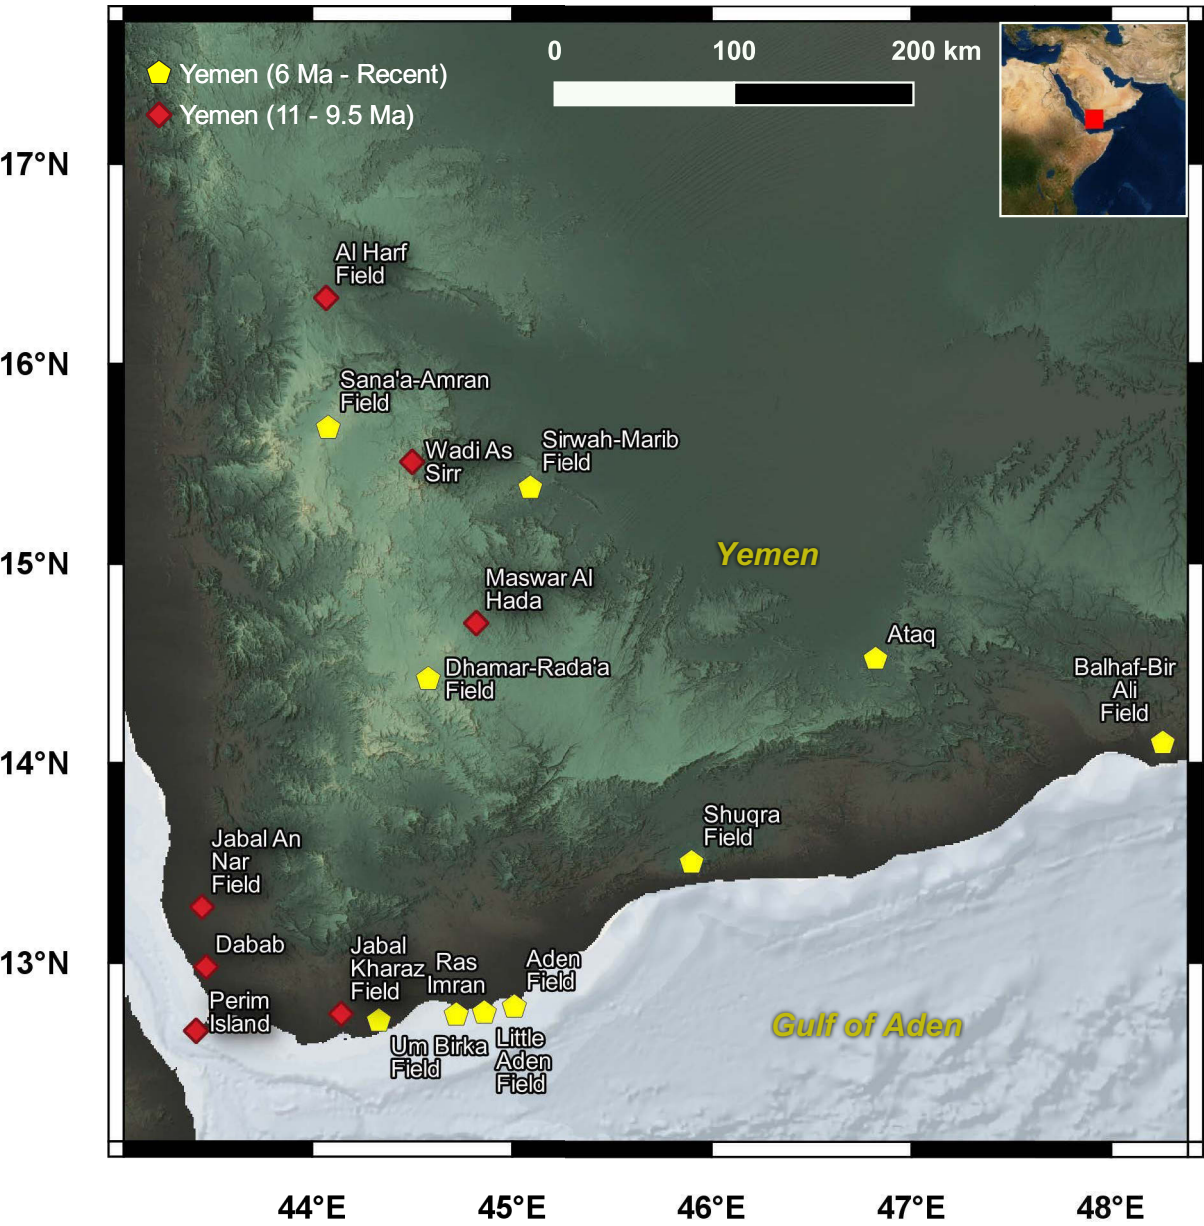 0 100 200 km
Yemen (6 Ma - Recent)
Yemen (11 - 9.5 Ma)
17°N
Al Harf
Field
16°N
Sana'a-Amran
Field
Wadi As
Sirr
Sirwah-Marib
Field
15°N
Yemen
Maswar Al
Hada
Ataq
Dhamar-Rada'a
Field
Balhaf-Bir
Ali
Field
14°N
Shuqra
Field
Jabal An
Nar
Field
13°N
Dabab
Jabal
Kharaz
Field
Ras
Imran
Aden
Field
Perim
Island
Gulf of Aden
Um Birka
Field
Little
Aden
Field
44°E 45°E 46°E 47°E 48°E